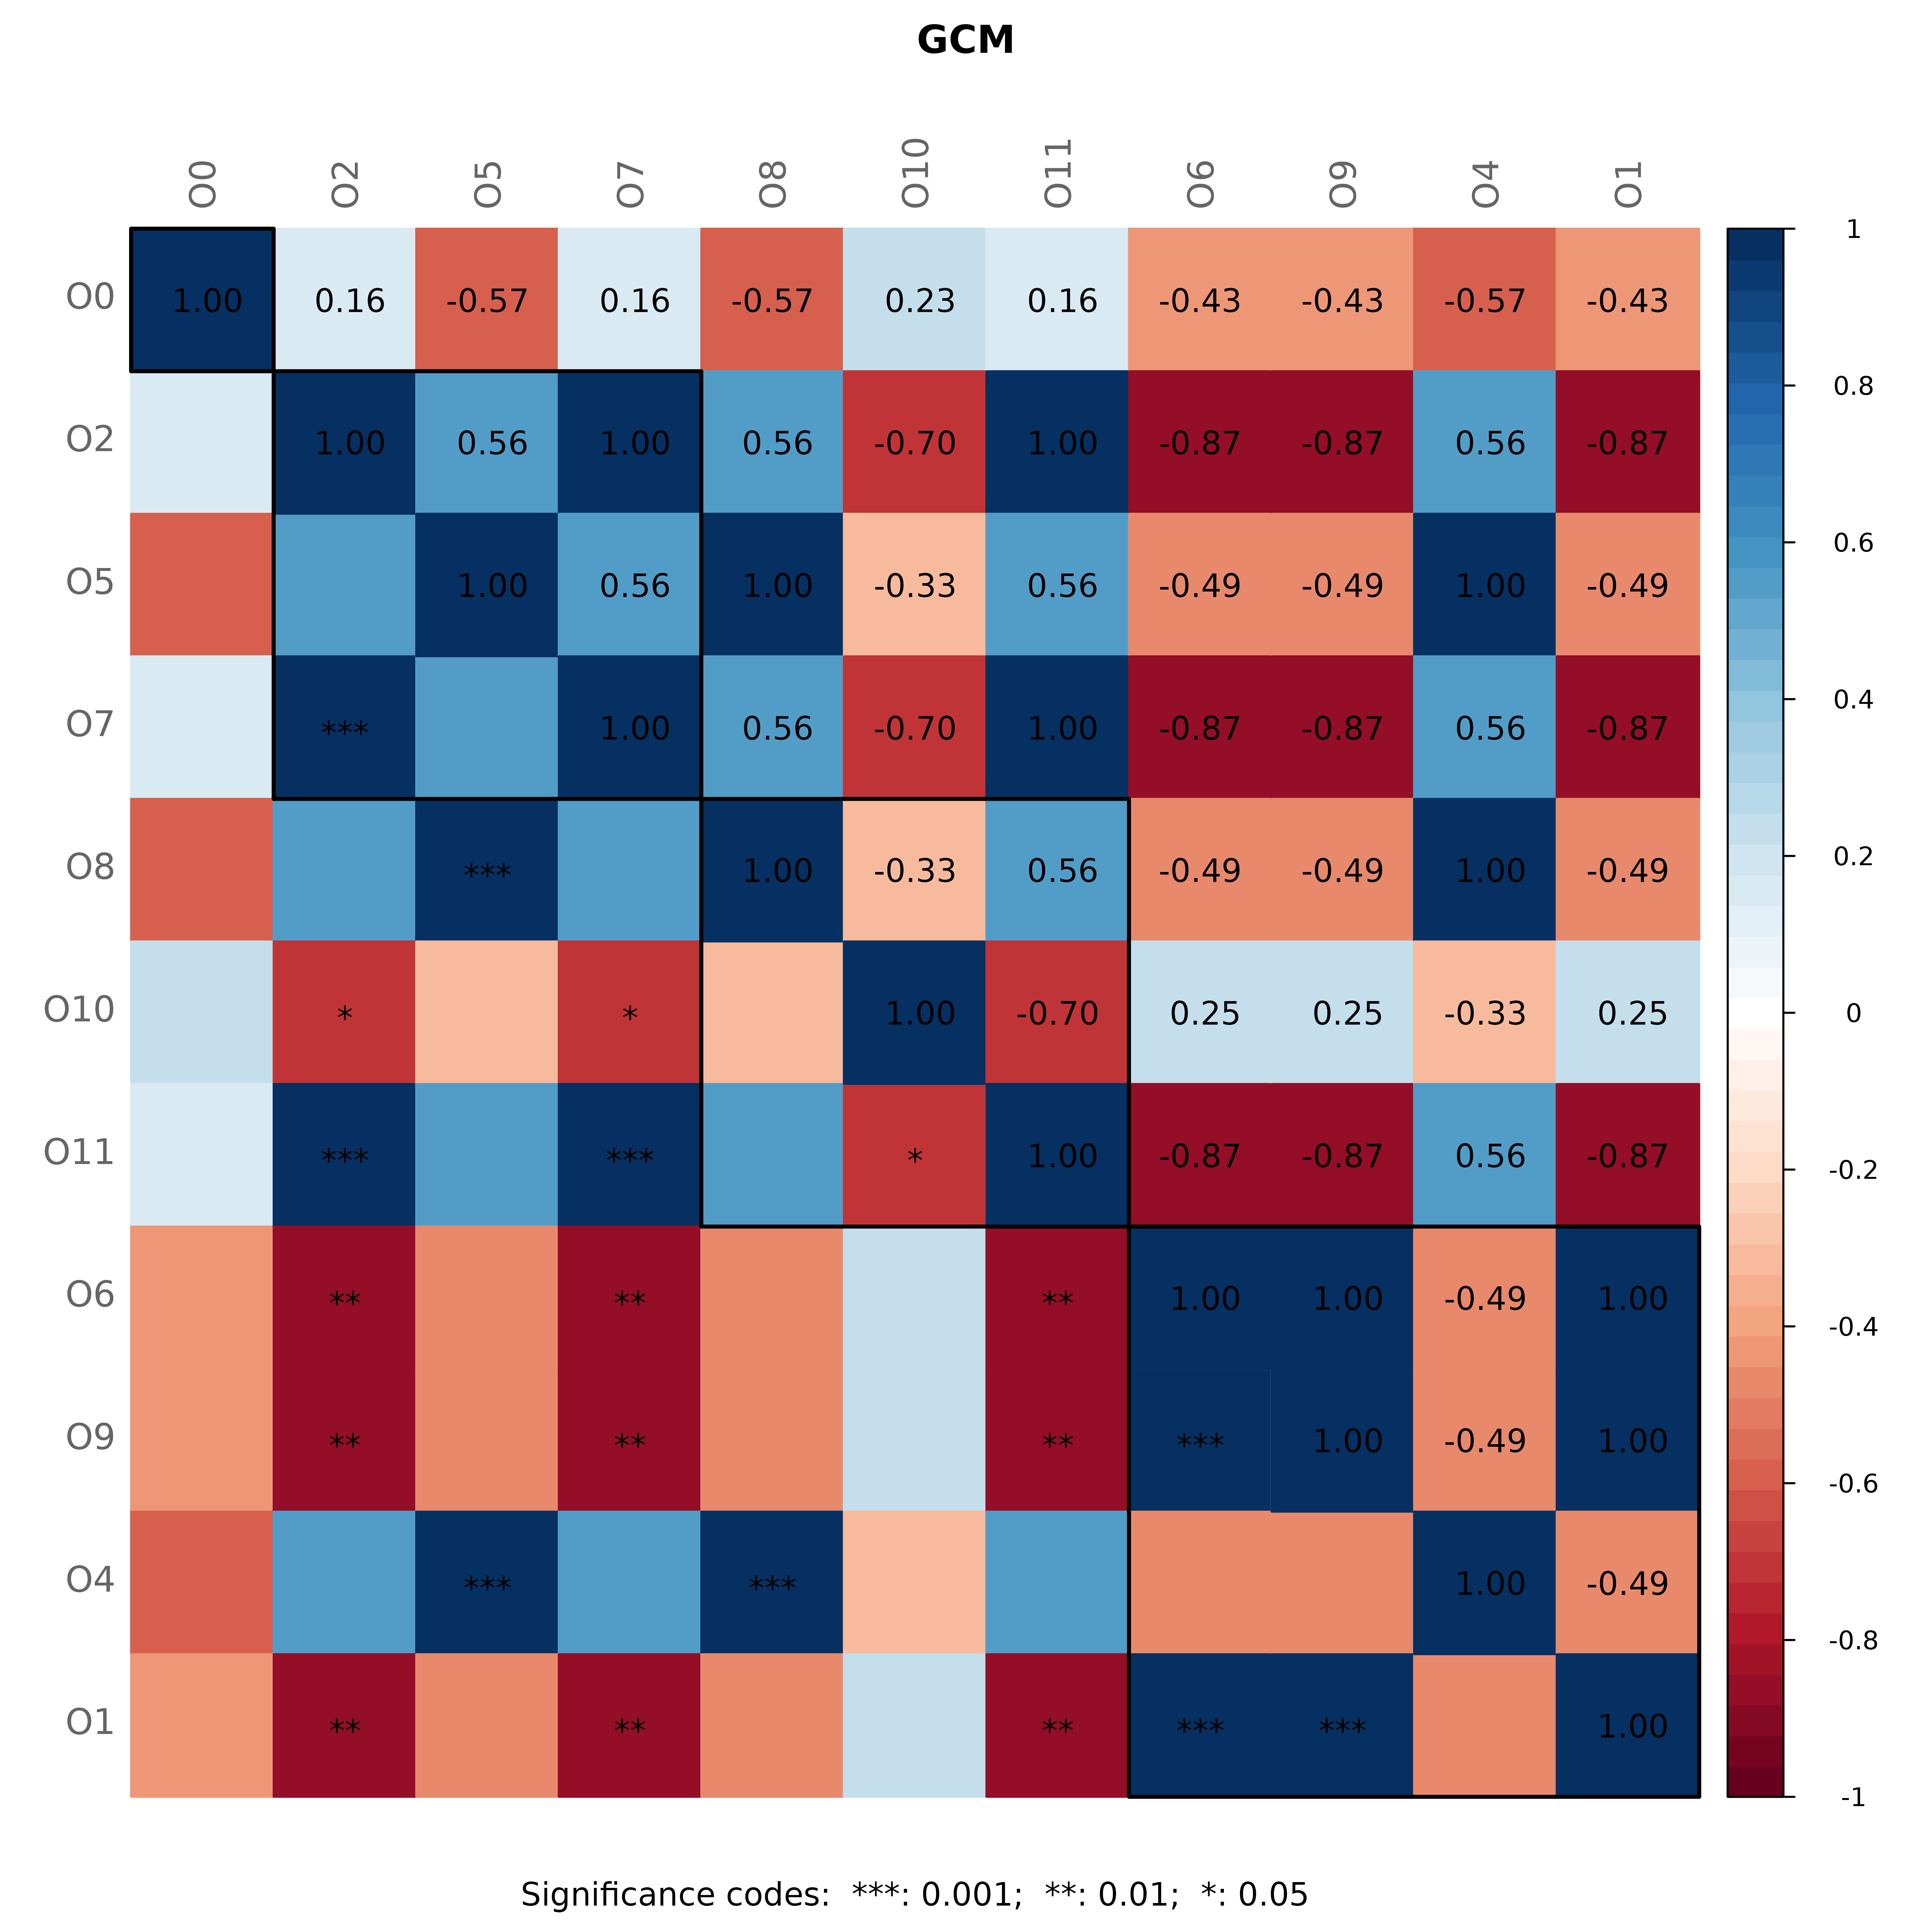 GCM
O0 O2 O5 O7 O8 O10 O11 O6 O9 O4 O1
O0 1.00 0.16 -0.57 0.16 -0.57 0.23 0.16 -0.43 -0.43 -0.57 -0.43 1
O2 1.00 0.56 1.00 0.56 -0.70 1.00 -0.87 -0.87 0.56 -0.87 0.8
O5 1.00 0.56 1.00 -0.33 0.56 -0.49 -0.49 1.00 -0.49 0.6
O7 *** 1.00 0.56 -0.70 1.00 -0.87 -0.87 0.56 -0.87 0.4
O8 *** 1.00 -0.33 0.56 -0.49 -0.49 1.00 -0.49 0.2
O10 * * 1.00 -0.70 0.25 0.25 -0.33 0.25 0
O11 *** *** * 1.00 -0.87 -0.87 0.56 -0.87 -0.2
O6 ** ** ** 1.00 1.00 -0.49 1.00 -0.4
O9 ** ** ** *** 1.00 -0.49 1.00 -0.6
O4 *** *** 1.00 -0.49 -0.8
O1 ** ** ** *** *** 1.00 -1
Significance codes: ***: 0.001; **: 0.01; *: 0.05